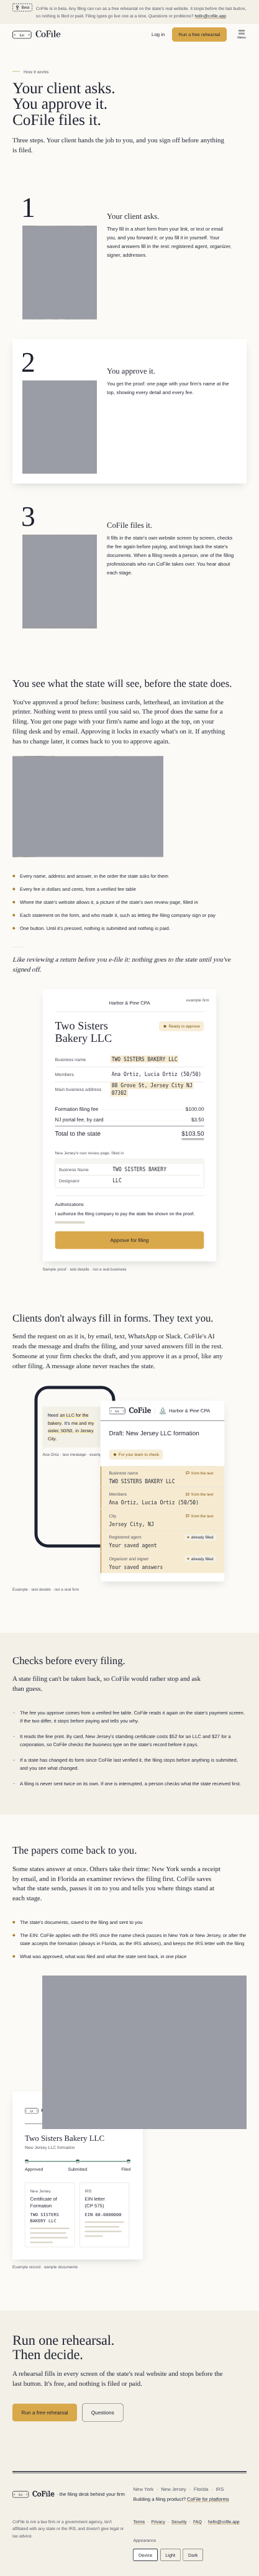 Beta
CoFile is in beta. Any filing can run as a free rehearsal on the state's real website. It stops before the last button,
so nothing is filed or paid. Filing types go live one at a time. Questions or problems? hello@cofile.app
CoFile
Log in
Run a free rehearsal
Menu
How it works
Your client asks.
You approve it.
CoFile files it.
Three steps. Your client hands the job to you, and you sign off before anything
is filed.
1
Your client asks.
They fill in a short form from your link, or text or email
you, and you forward it; or you fill it in yourself. Your
saved answers fill in the rest: registered agent, organizer,
signer, addresses.
2
You approve it.
You get the proof: one page with your firm's name at the
top, showing every detail and every fee.
3
CoFile files it.
It fills in the state's own website screen by screen, checks
the fee again before paying, and brings back the state's
documents. When a filing needs a person, one of the filing
professionals who run CoFile takes over. You hear about
each stage.
You see what the state will see, before the state does.
You've approved a proof before: business cards, letterhead, an invitation at the
printer. Nothing went to press until you said so. The proof does the same for a
filing. You get one page with your firm's name and logo at the top, or your
filing desk and by email. Approving it locks in exactly what's on it. If anything
has to change later, it comes back to you to approve again.
Every name, address and answer, in the order the state asks for them
Every fee in dollars and cents, from a verified fee table
Where the state's website allows it, a picture of the state's own review page, filled in
Each statement on the form, and who made it, such as letting the filing company sign or pay
One button. Until it's pressed, nothing is submitted and nothing is paid.
Like reviewing a return before you e-file it: nothing goes to the state until you've
signed off.
Harbor & Pine CPA
example firm
Two Sisters
Bakery LLC
Ready to approve
Business name
TWO SISTERS BAKERY LLC
Members
Ana Ortiz, Lucia Ortiz (50/50)
Main business address
88 Grove St, Jersey City NJ
07302
Formation filing fee
$100.00
NJ portal fee, by card
$3.50
Total to the state
$103.50
New Jersey's own review page, filled in
Business Name
TWO SISTERS BAKERY
Designator
LLC
Authorizations
I authorize the filing company to pay the state fee shown on the proof.
Approve for filing
Sample proof · test details · not a real business
Clients don't always fill in forms. They text you.
Send the request on as it is, by email, text, WhatsApp or Slack. CoFile's AI
reads the message and drafts the filing, and your saved answers fill in the rest.
Someone at your firm checks the draft, and you approve it as a proof, like any
other filing. A message alone never reaches the state.
Need an LLC for the
bakery. It's me and my
sister, 50/50, in Jersey
City.
CoFile
Harbor & Pine CPA
Draft: New Jersey LLC formation
For your team to check
Business name
from the text
TWO SISTERS BAKERY LLC
Members
from the text
Ana Ortiz, Lucia Ortiz (50/50)
City
from the text
Jersey City, NJ
Registered agent
already filled
Your saved agent
Organizer and signer
already filled
Your saved answers
Example · test details · not a real firm
Checks before every filing.
A state filing can't be taken back, so CoFile would rather stop and ask
than guess.
The fee you approve comes from a verified fee table. CoFile reads it again on the state's payment screen.
If the two differ, it stops before paying and tells you why.
It reads the fine print. By card, New Jersey's standing certificate costs $52 for an LLC and $27 for a
corporation, so CoFile checks the business type on the state's record before it pays.
If a state has changed its form since CoFile last verified it, the filing stops before anything is submitted,
and you see what changed.
A filing is never sent twice on its own. If one is interrupted, a person checks what the state received first.
The papers come back to you.
Some states answer at once. Others take their time: New York sends a receipt
by email, and in Florida an examiner reviews the filing first. CoFile saves
what the state sends, passes it on to you and tells you where things stand at
each stage.
The state's documents, saved to the filing and sent to you
The EIN: CoFile applies with the IRS once the name check passes in New York or New Jersey, or after the
state accepts the formation (always in Florida, as the IRS advises), and keeps the IRS letter with the filing
What was approved, what was filed and what the state sent back, in one place
Two Sisters Bakery LLC
New Jersey LLC formation
Approved
Submitted
Filed
New Jersey
Certificate of
Formation
TWO SISTERS
BAKERY LLC
IRS
EIN letter
(CP 575)
EIN 00-0000000
Example record · sample documents
Run one rehearsal.
Then decide.
A rehearsal fills in every screen of the state's real website and stops before the
last button. It's free, and nothing is filed or paid.
Run a free rehearsal
Questions
CoFile · the filing desk behind your firm
New York · New Jersey · Florida · IRS
Building a filing product? CoFile for platforms
CoFile is not a law firm or a government agency, isn't
affiliated with any state or the IRS, and doesn't give legal or
tax advice.
Terms · Privacy · Security · FAQ · hello@cofile.app
Appearance
Device
Light
Dark